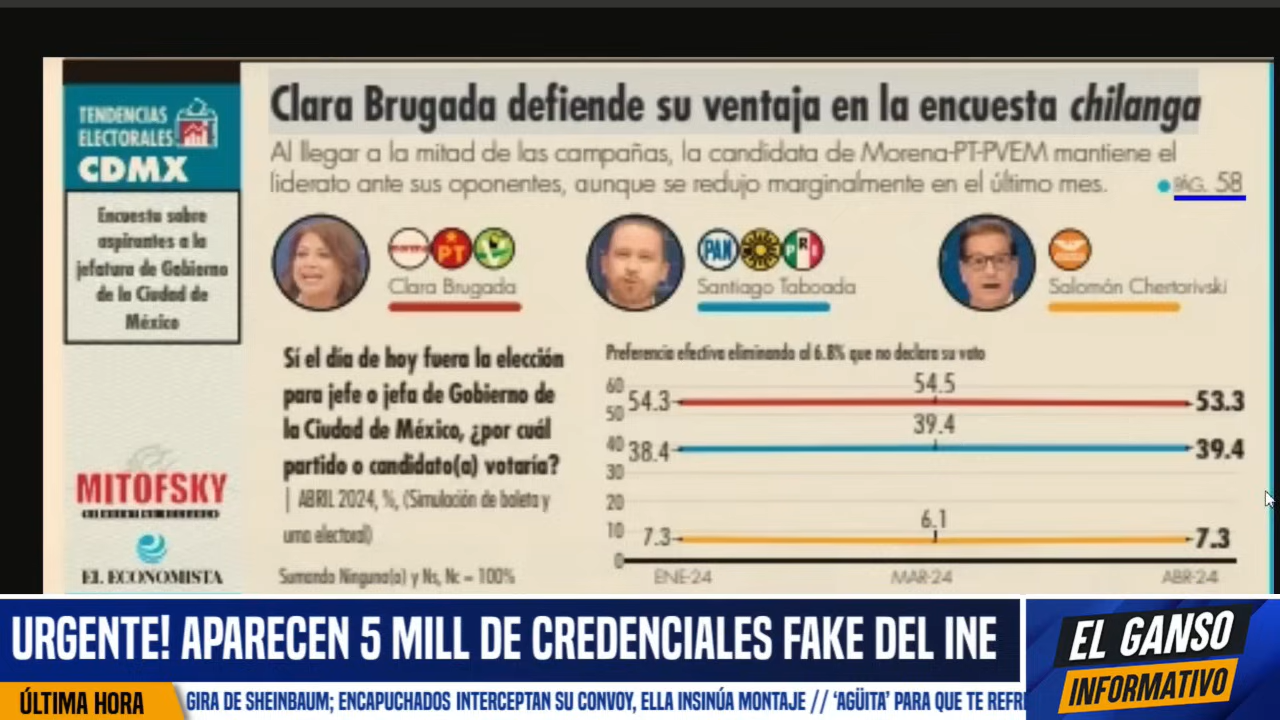 TENDENCIAS
ELECTORALES
CDMX
Encuesta sobre
aspirantes a la
jefatura de Gobierno
de la Ciudad de
México
MITOFSKY
EL ECONOMISTA
Clara Brugada defiende su ventaja en la encuesta chilanga
Al llegar a la mitad de las campañas, la candidata de Morena-PT-PVEM mantiene el
liderato ante sus oponentes, aunque se redujo marginalmente en el último mes.
PÁG. 58
morena PT
Clara Brugada
PAN PRI
Santiago Taboada
Salomón Chertorivski
Sí el día de hoy fuera la elección
para jefe o jefa de Gobierno de
la Ciudad de México, ¿por cuál
partido o candidato(a) votaría?
| ABRIL 2024, %, (Simulación de boleta y
urna electoral)
Sumando Ninguno(a) y Ns, Nc = 100%
Preferencia efectiva eliminando al 6.8% que no declara su voto
60
50
40
30
20
10
0
54.3 54.5 53.3
38.4 39.4 39.4
7.3 6.1 7.3
ENE-24 MAR-24 ABR-24
URGENTE! APARECEN 5 MILL DE CREDENCIALES FAKE DEL INE
EL GANSO
INFORMATIVO
ÚLTIMA HORA
GIRA DE SHEINBAUM; ENCAPUCHADOS INTERCEPTAN SU CONVOY, ELLA INSINÚA MONTAJE // ‘AGÜITA’ PARA QUE TE REFRE